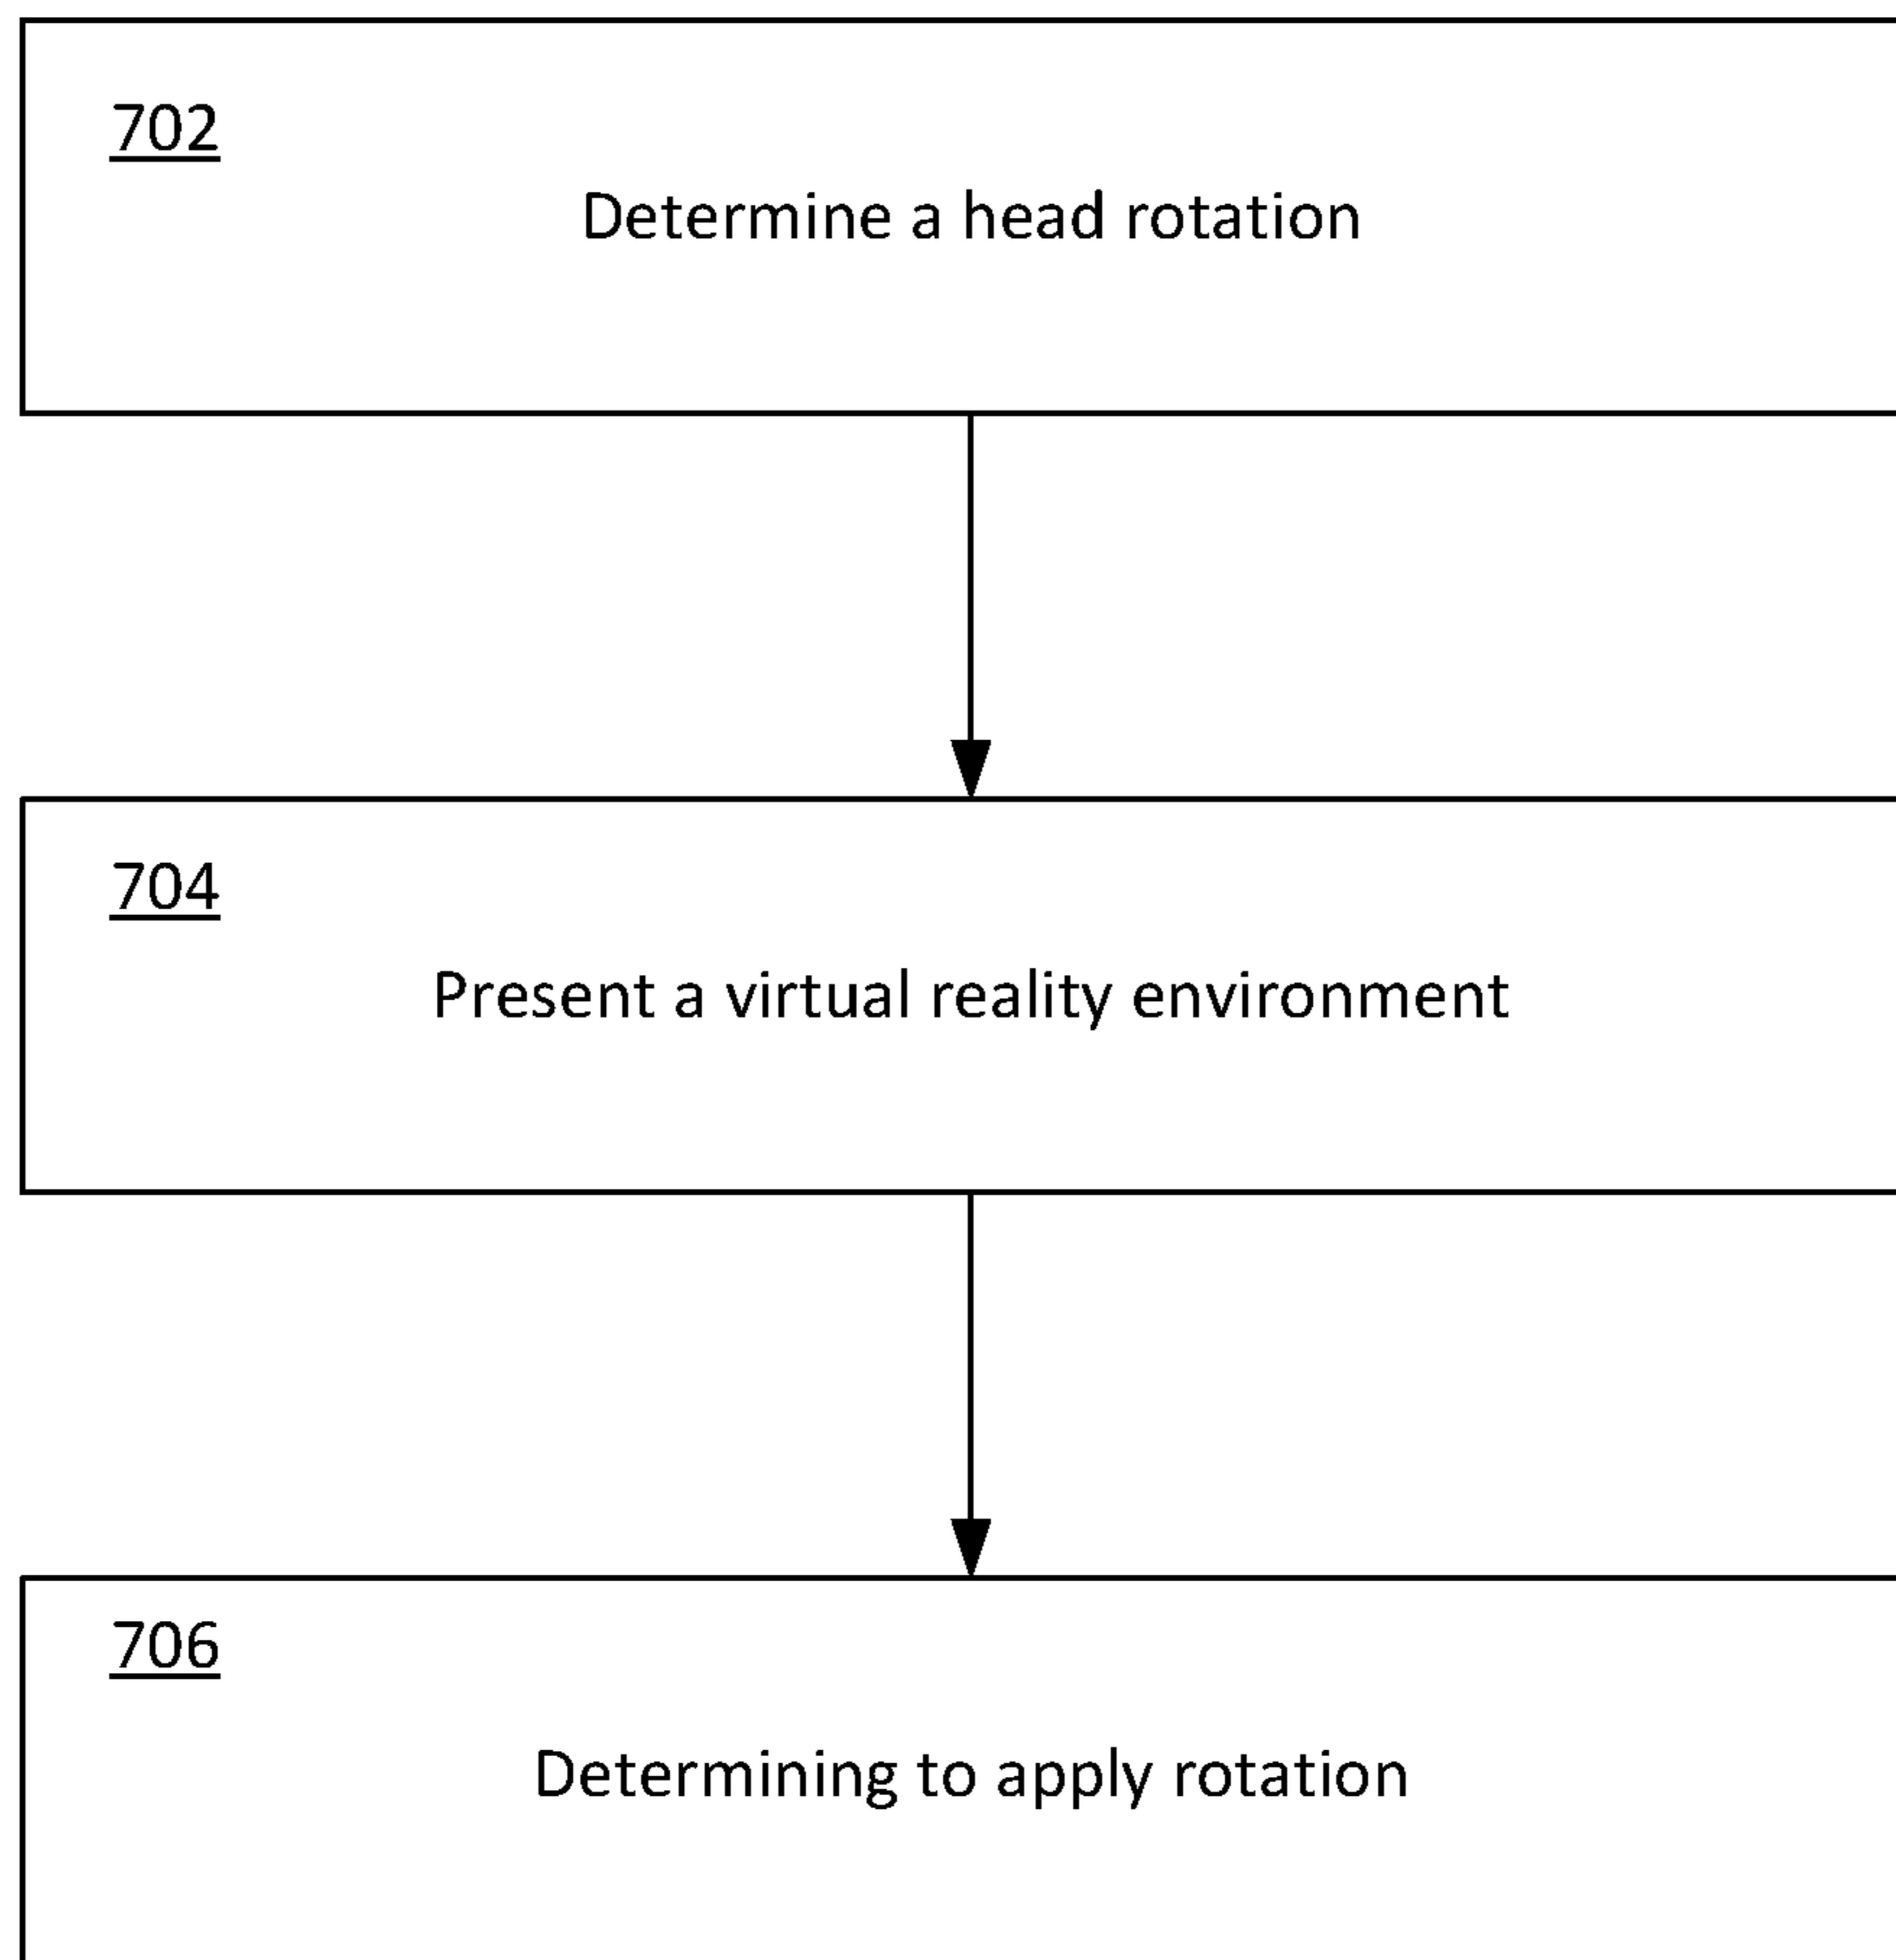 702
Determine a head rotation
704
Present a virtual reality environment
706
Determining to apply rotation